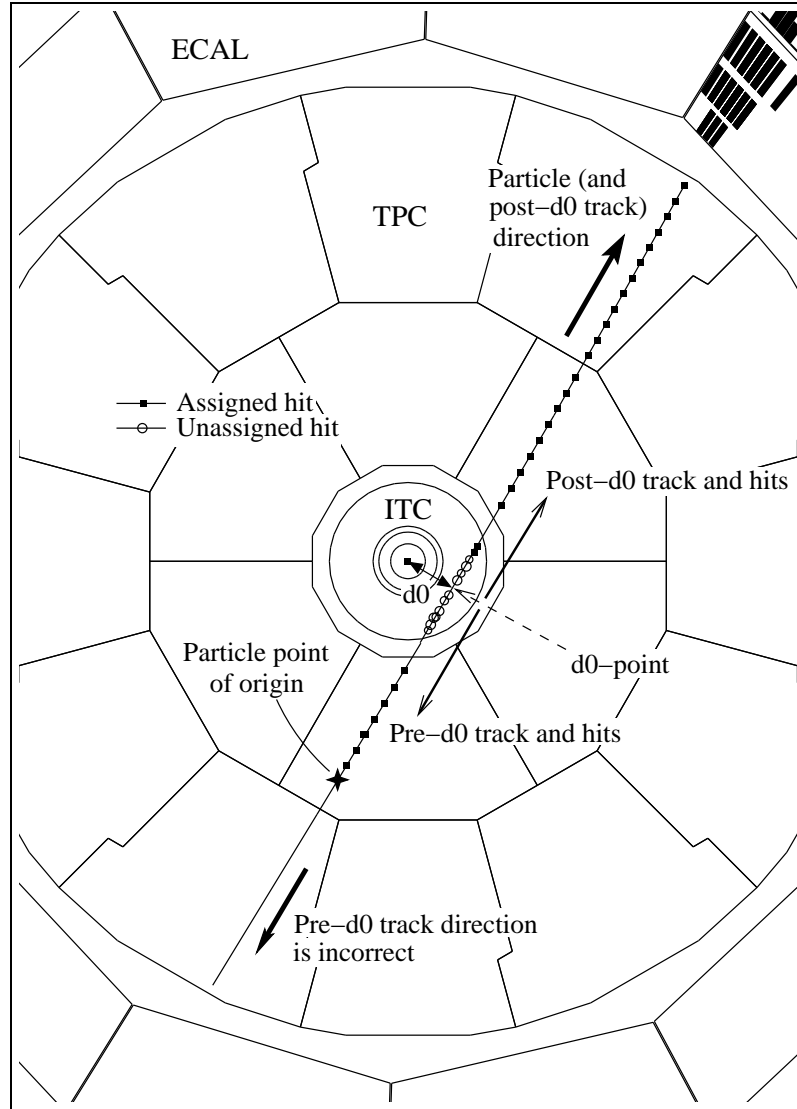 ECAL
Particle (and
post−d0 track)
direction
TPC
Assigned hit
Unassigned hit
Post−d0 track and hits
ITC
d0
Particle point
of origin
d0−point
Pre−d0 track and hits
Pre−d0 track direction
is incorrect